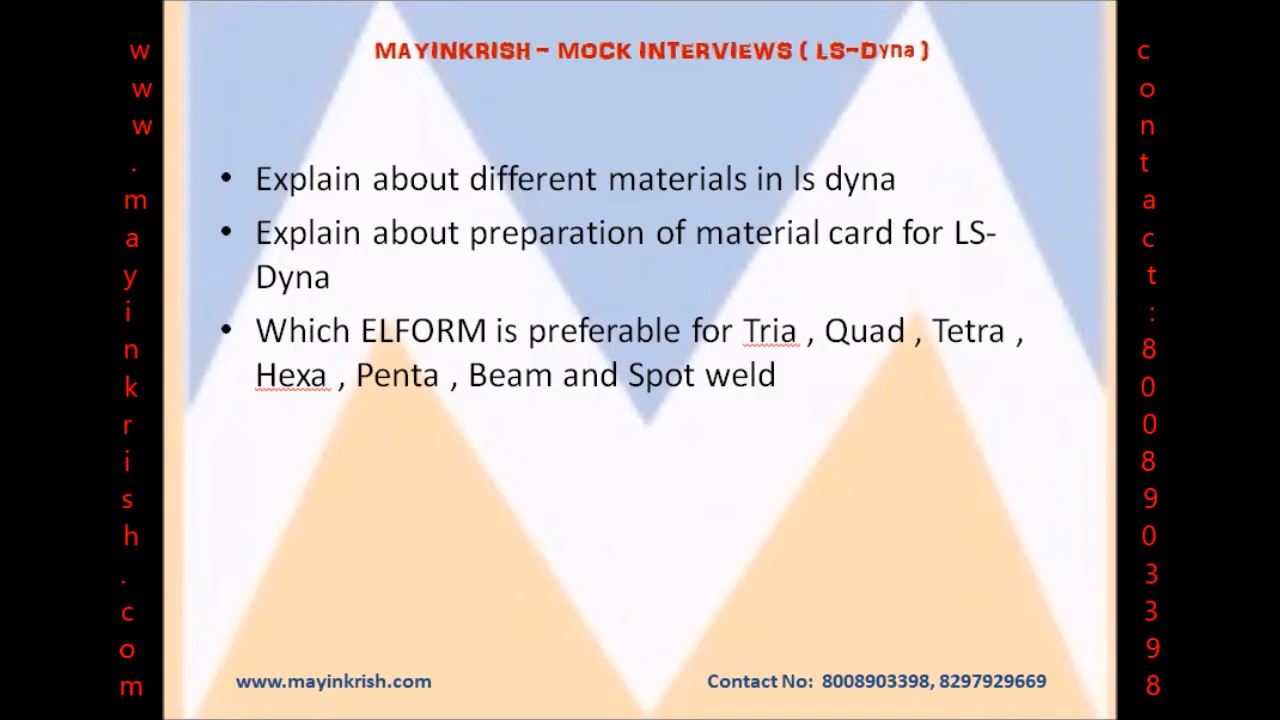 MAYINKRISH – MOCK INTERVIEWS ( LS-Dyna )
• Explain about different materials in ls dyna
• Explain about preparation of material card for LS-
Dyna
• Which ELFORM is preferable for Tria , Quad , Tetra ,
Hexa , Penta , Beam and Spot weld
www.mayinkrish.com
Contact No: 8008903398, 8297929669
www.mayinkrish.com
contact:8008903398